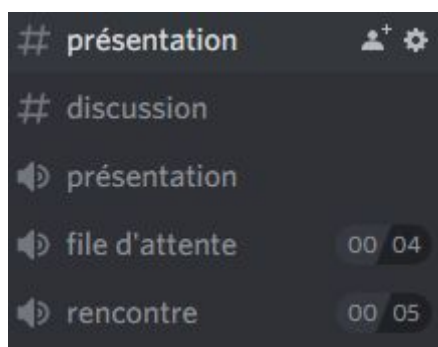 # présentation
# discussion
présentation
file d'attente 00 04
rencontre 00 05